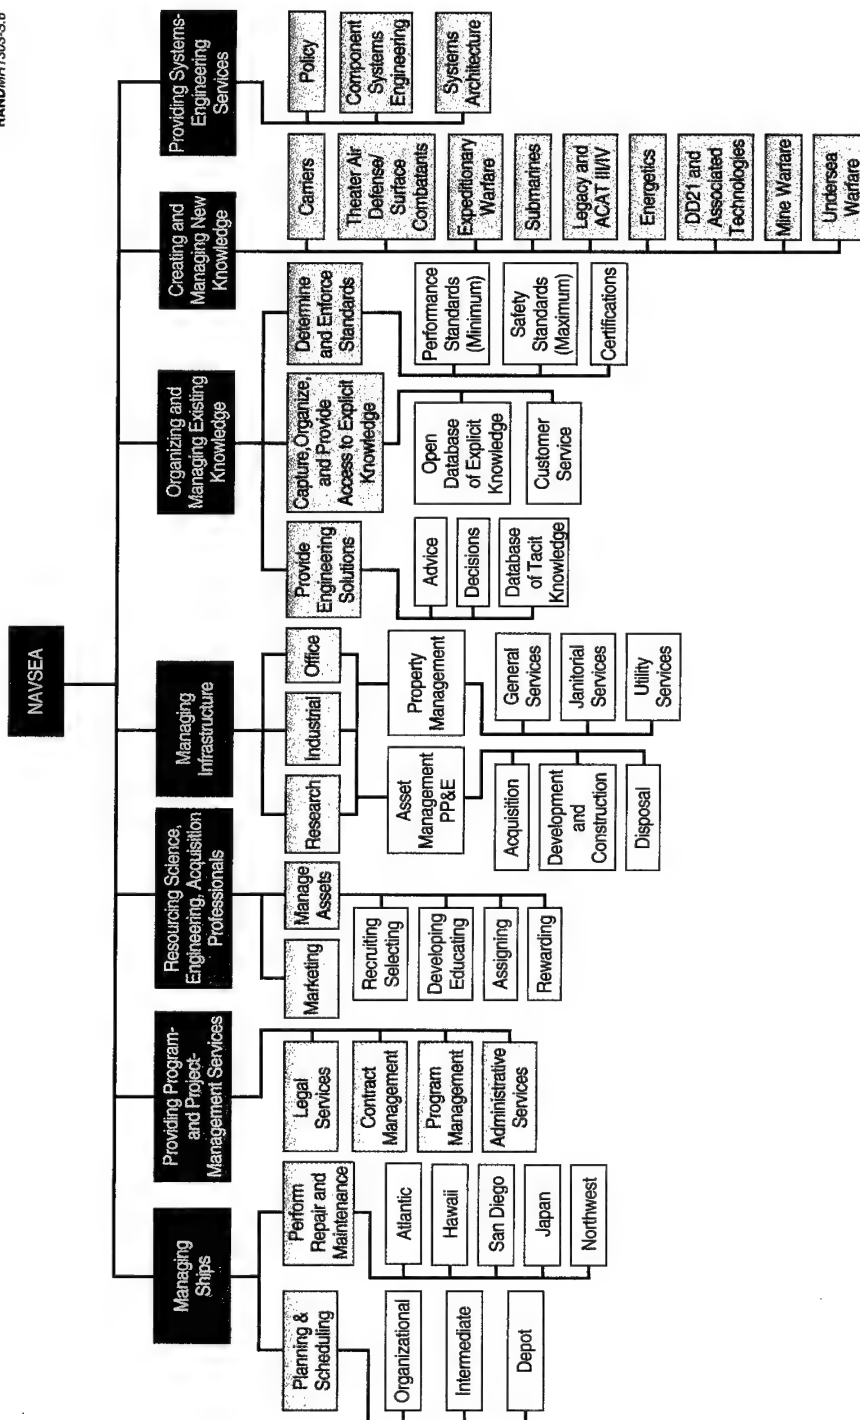 RANDMR1303-S.b
NAVSEA
Managing
Ships
Providing Program-
and Project-
Management Services
Resourcing Science,
Engineering, Acquisition
Professionals
Managing
Infrastructure
Organizing and
Managing Existing
Knowledge
Creating and
Managing New
Knowledge
Providing Systems-
Engineering
Services
Planning &
Scheduling
Organizational
Intermediate
Depot
Perform
Repair and
Maintenance
Atlantic
Hawaii
San Diego
Japan
Northwest
Legal
Services
Contract
Management
Program
Management
Administrative
Services
Marketing
Manage
Assets
Recruiting
Selecting
Developing
Educating
Assigning
Rewarding
Research
Industrial
Office
Asset
Management
PP&E
Acquisition
Development
and
Construction
Disposal
Property
Management
General
Services
Janitorial
Services
Utility
Services
Provide
Engineering
Solutions
Advice
Decisions
Database
of Tacit
Knowledge
Capture, Organize,
and Provide
Access to Explicit
Knowledge
Open
Database
of Explicit
Knowledge
Customer
Service
Determine
and Enforce
Standards
Performance
Standards
(Minimum)
Safety
Standards
(Maximum)
Certifications
Carriers
Theater Air
Defense/
Surface
Combatants
Expeditionary
Warfare
Submarines
Legacy and
ACAT III/IV
Energetics
DD21 and
Associated
Technologies
Mine Warfare
Undersea
Warfare
Policy
Component
Systems
Engineering
Systems
Architecture